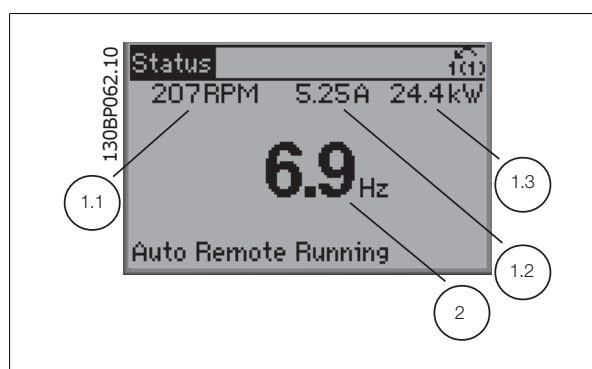 130BP062.10
Status
1(1)
207RPM 5.25A 24.4kW
6.9Hz
Auto Remote Running
1.1
1.3
1.2
2